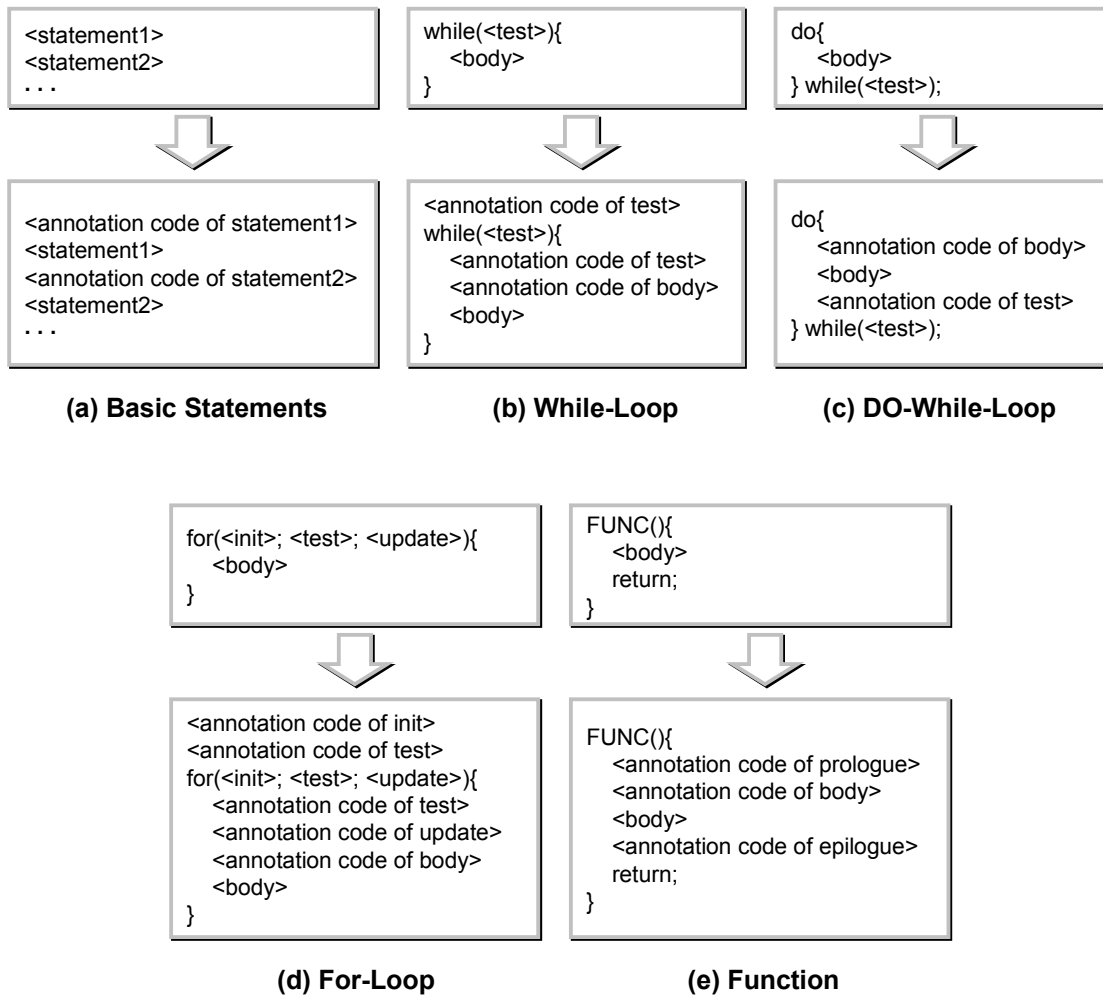 <statement1>
<statement2>
. . .
while(<test>){
<body>
}
do{
<body>
} while(<test>);
<annotation code of statement1>
<statement1>
<annotation code of statement2>
<statement2>
. . .
<annotation code of test>
while(<test>){
<annotation code of test>
<annotation code of body>
<body>
}
do{
<annotation code of body>
<body>
<annotation code of test>
} while(<test>);
(a) Basic Statements
(b) While-Loop
(c) DO-While-Loop
for(<init>; <test>; <update>){
<body>
}
FUNC(){
<body>
return;
}
<annotation code of init>
<annotation code of test>
for(<init>; <test>; <update>){
<annotation code of test>
<annotation code of update>
<annotation code of body>
<body>
}
FUNC(){
<annotation code of prologue>
<annotation code of body>
<body>
<annotation code of epilogue>
return;
}
(d) For-Loop
(e) Function